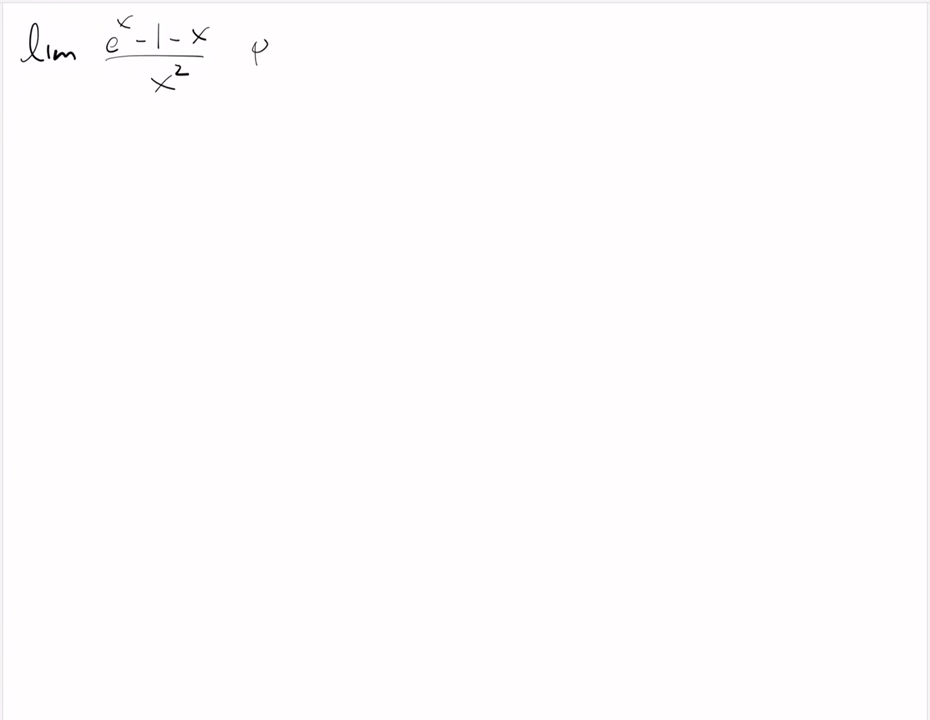 lim (e^x - 1 - x) / x^2 p